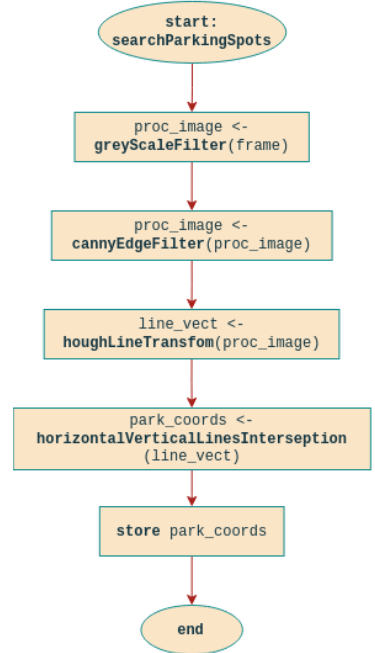 start:
searchParkingSpots
proc_image <-
greyScaleFilter(frame)
proc_image <-
cannyEdgeFilter(proc_image)
line_vect <-
houghLineTransfom(proc_image)
park_coords <-
horizontalVerticalLinesInterseption
(line_vect)
store park_coords
end